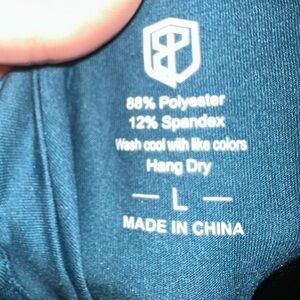 88% Polyester
12% Spandex
Wash cool with like colors
Hang Dry
L
MADE IN CHINA